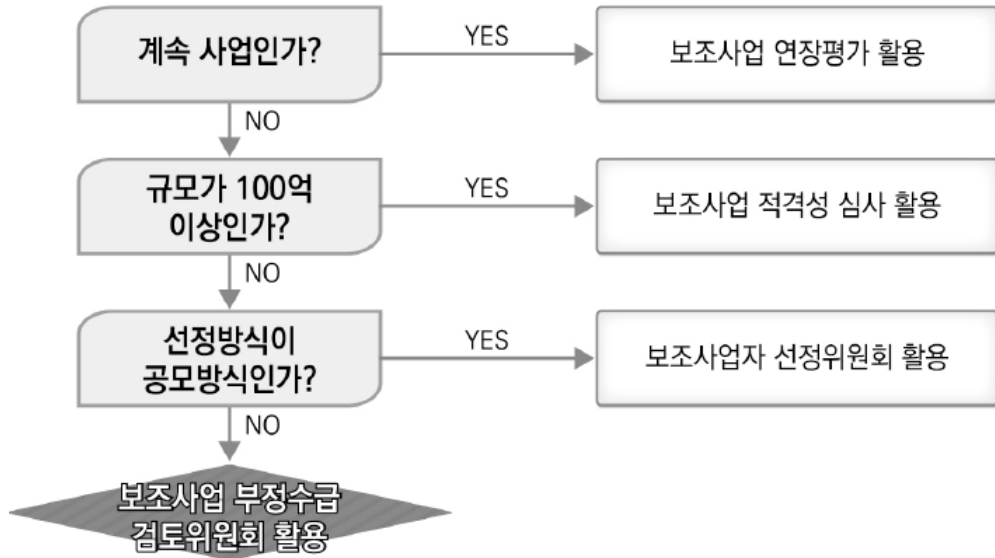 계속 사업인가?
YES
보조사업 연장평가 활용
NO
규모가 100억
이상인가?
YES
보조사업 적격성 심사 활용
NO
선정방식이
공모방식인가?
YES
보조사업자 선정위원회 활용
NO
보조사업 부정수급
검토위원회 활용